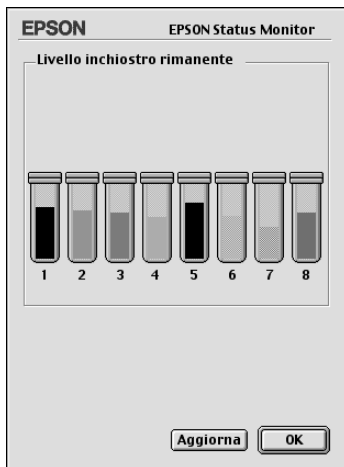 EPSON EPSON Status Monitor
Livello inchiostro rimanente
1 2 3 4 5 6 7 8
Aggiorna OK